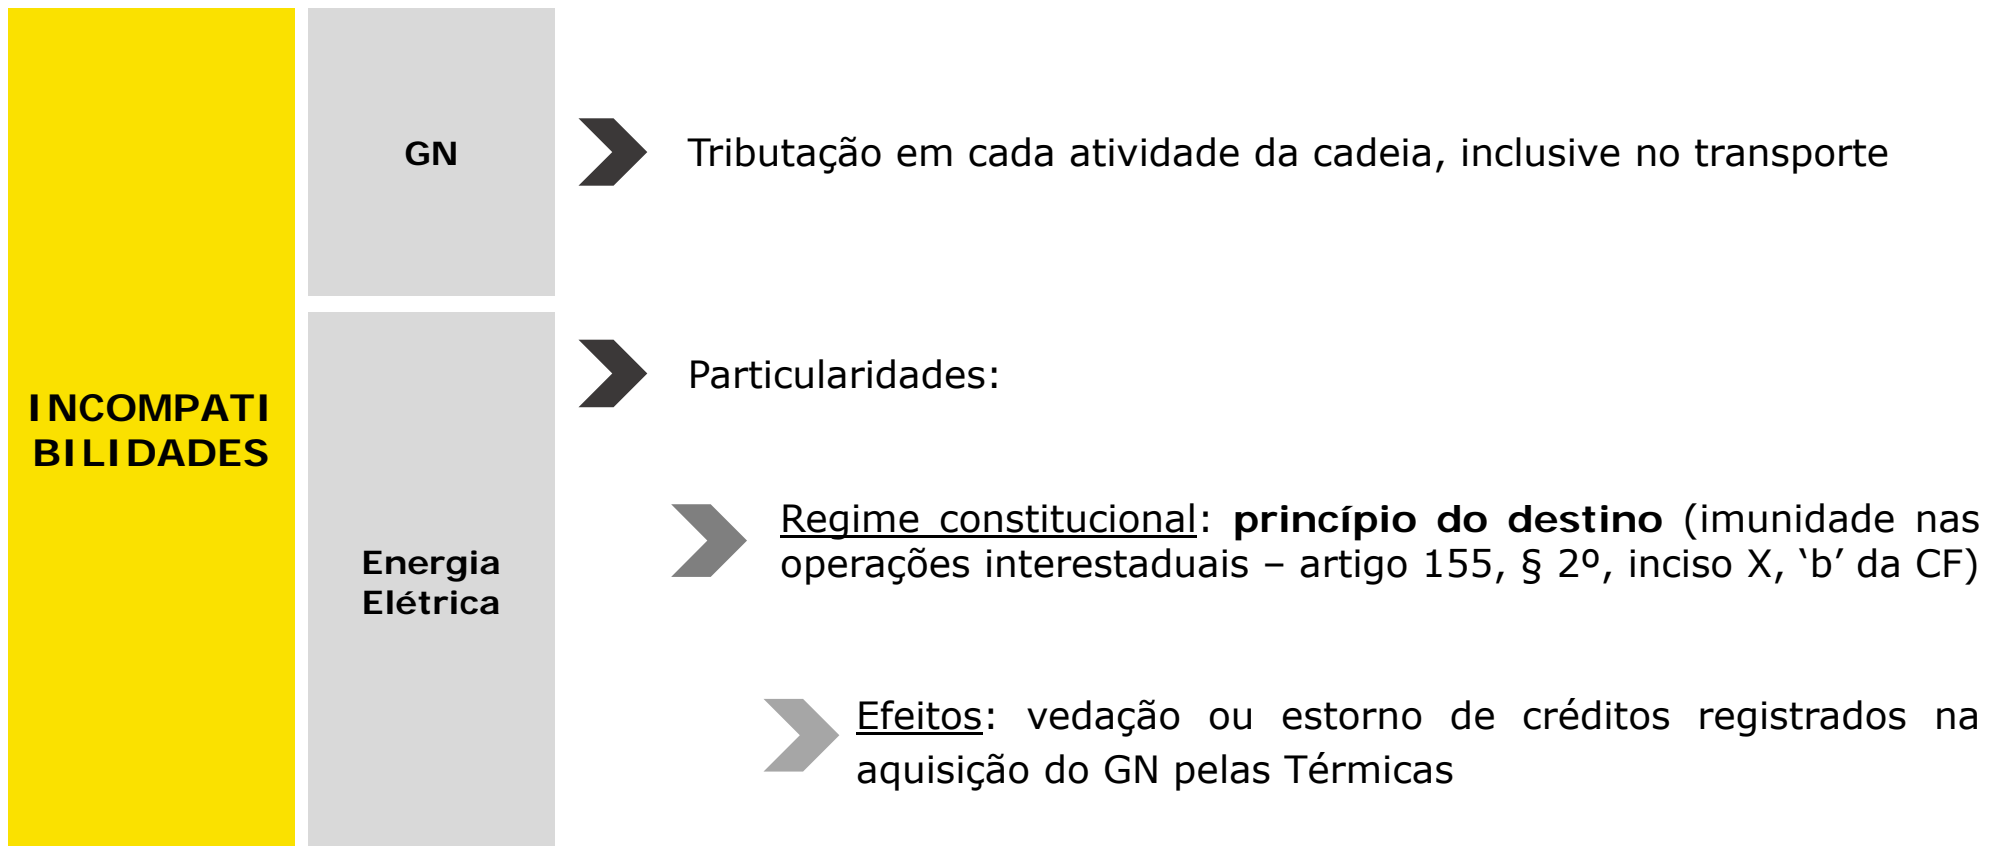 INCOMPATI
BILIDADES
GN
Tributação em cada atividade da cadeia, inclusive no transporte
Energia
Elétrica
Particularidades:
Regime constitucional: princípio do destino (imunidade nas
operações interestaduais – artigo 155, § 2º, inciso X, ‘b’ da CF)
Efeitos: vedação ou estorno de créditos registrados na
aquisição do GN pelas Térmicas